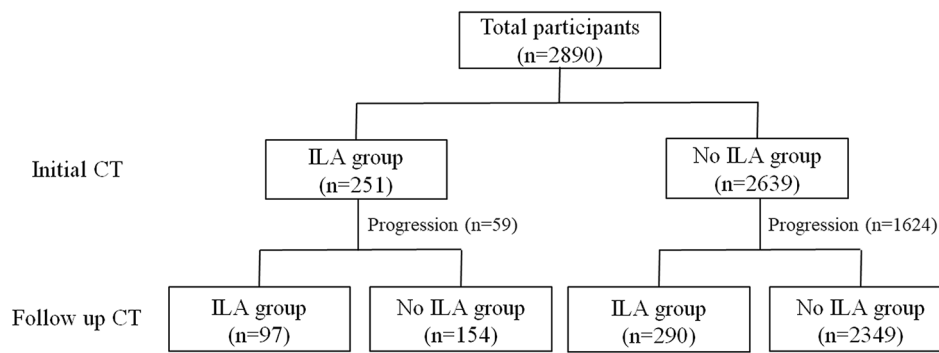 Total participants
(n=2890)
Initial CT
ILA group
(n=251)
No ILA group
(n=2639)
Progression (n=59)
Progression (n=1624)
Follow up CT
ILA group
(n=97)
No ILA group
(n=154)
ILA group
(n=290)
No ILA group
(n=2349)